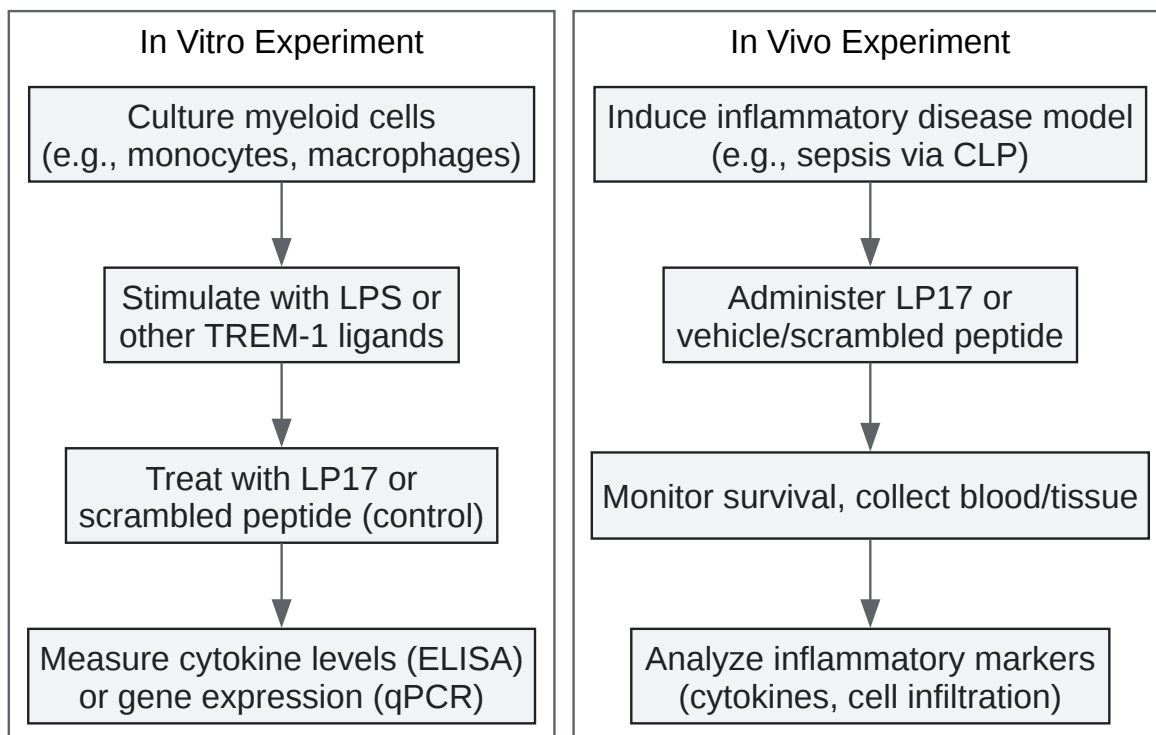 In Vitro Experiment
Culture myeloid cells
(e.g., monocytes, macrophages)
Stimulate with LPS or
other TREM-1 ligands
Treat with LP17 or
scrambled peptide (control)
Measure cytokine levels (ELISA)
or gene expression (qPCR)
In Vivo Experiment
Induce inflammatory disease model
(e.g., sepsis via CLP)
Administer LP17 or
vehicle/scrambled peptide
Monitor survival, collect blood/tissue
Analyze inflammatory markers
(cytokines, cell infiltration)